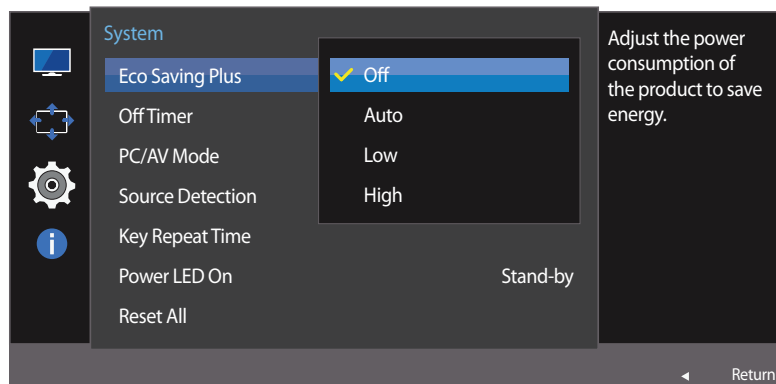 System
Eco Saving Plus
Off
Off Timer
Auto
PC/AV Mode
Low
Source Detection
High
Key Repeat Time
Power LED On
Stand-by
Reset All
Adjust the power
consumption of
the product to save
energy.
Return